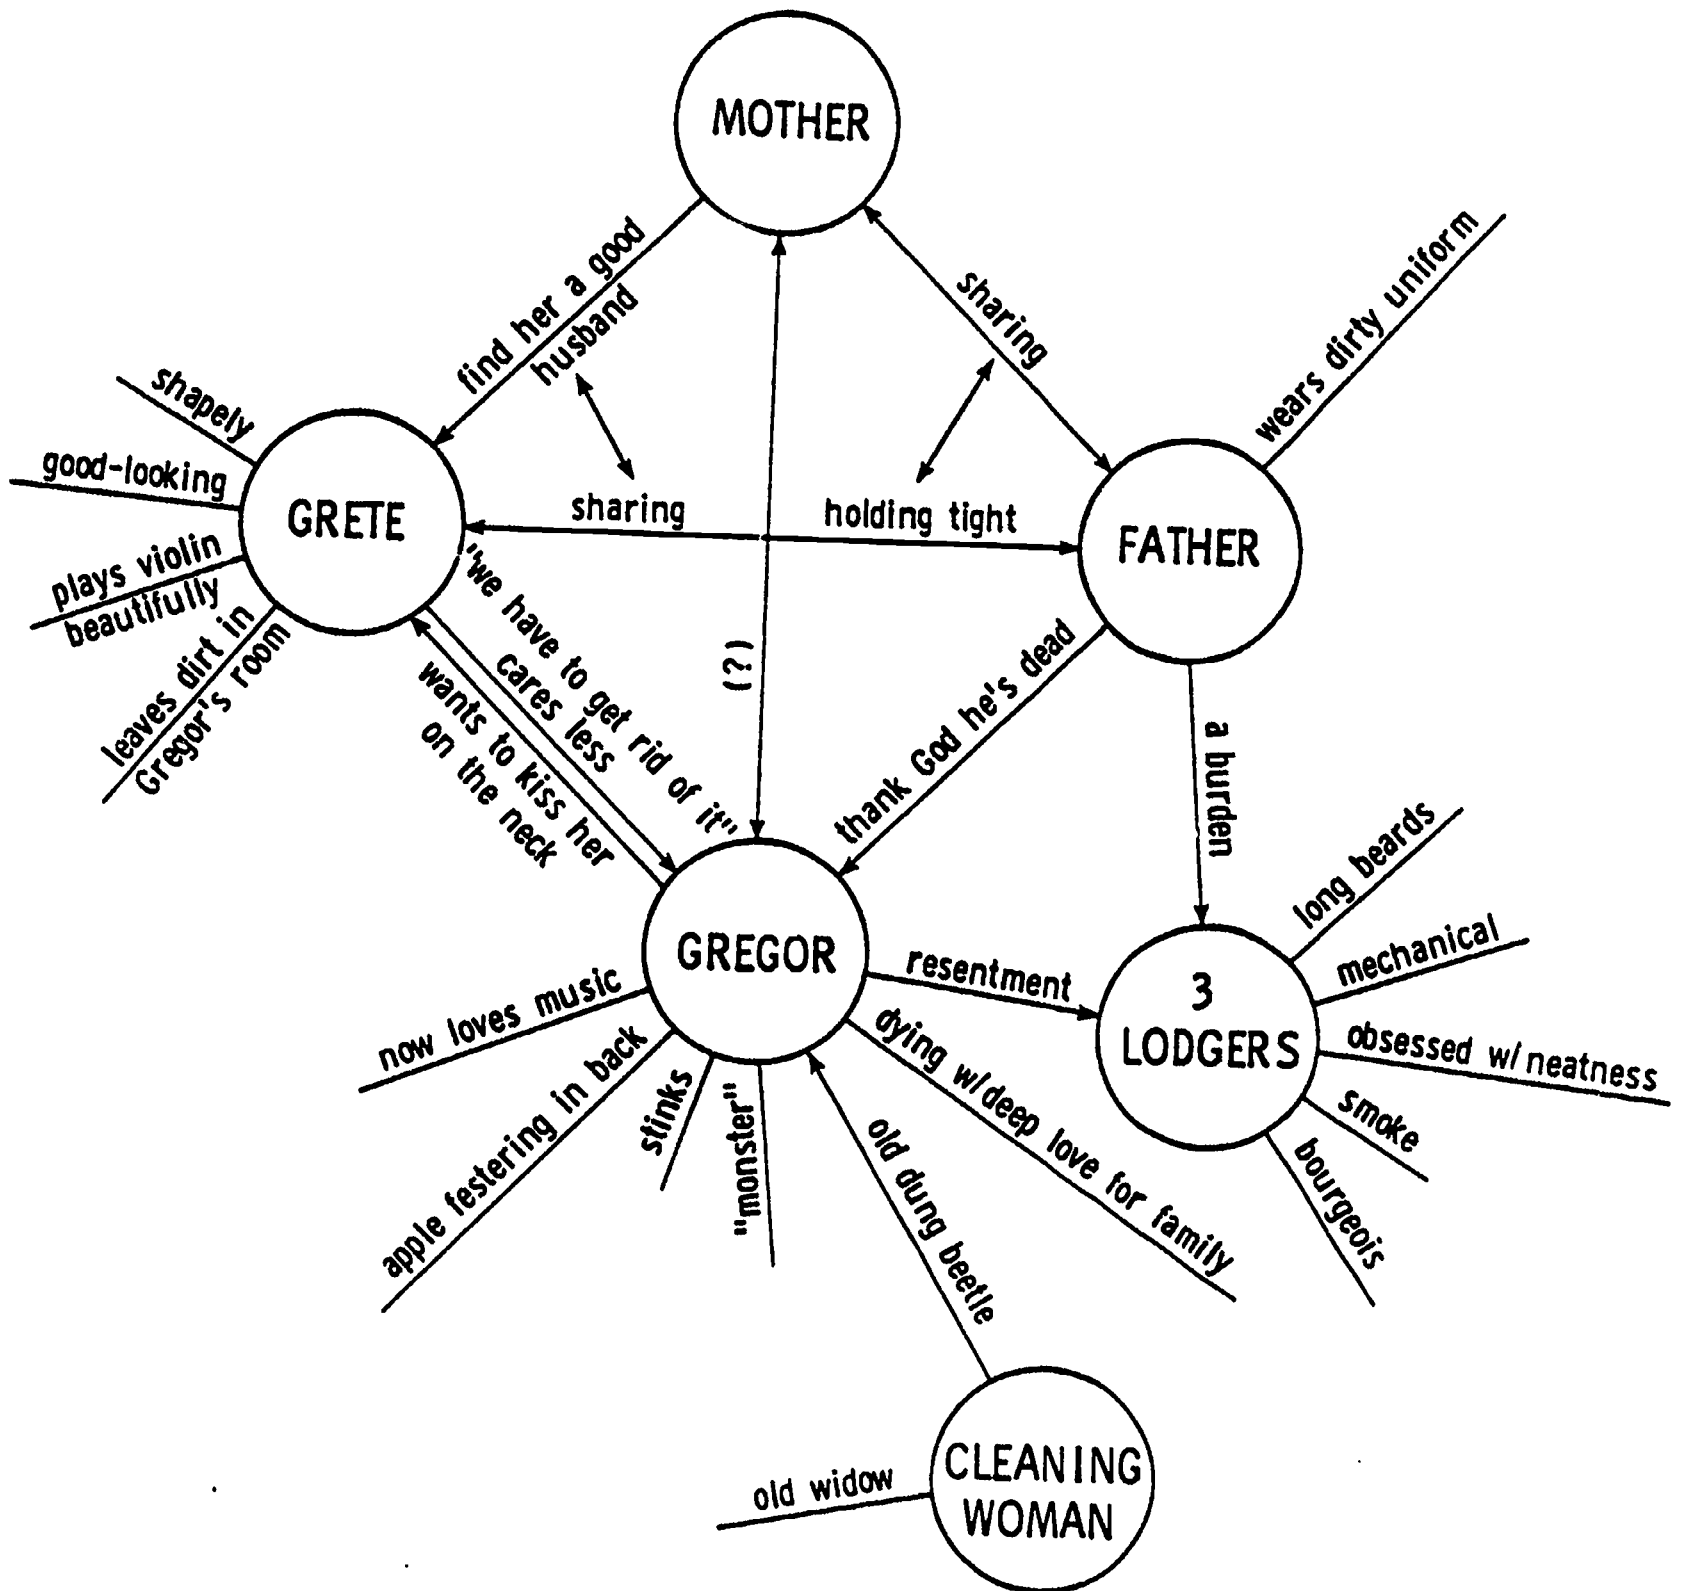 MOTHER
find her a good
husband
sharing
wears dirty uniform
shapely
good-looking
plays violin
beautifully
leaves dirt in
Gregor's room
GRETE
sharing
holding tight
FATHER
"we have to get rid of it"
cares less
wants to kiss her
on the neck
(?)
thank God he's dead
a burden
GREGOR
resentment
3
LODGERS
long beards
mechanical
obsessed w/neatness
smoke
bourgeois
now loves music
apple festering in back
stinks
"monster"
dying w/deep love for family
old dung beetle
old widow
CLEANING
WOMAN